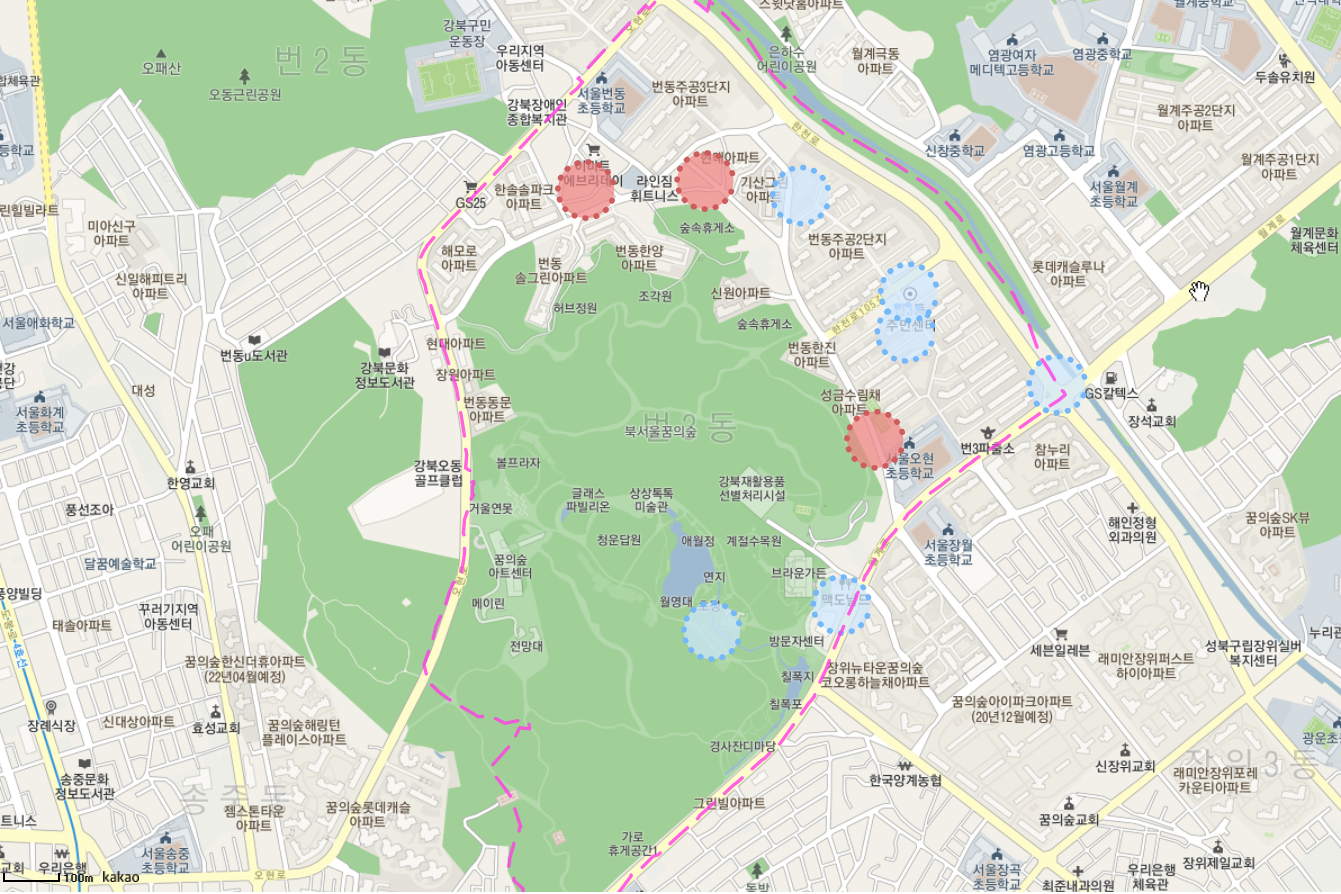 스윗닷홈아파트
월계중학교
강북구민
운동장
오현로
은하수
어린이공원
월계극동
아파트
염광여자
메디텍고등학교
염광중학교
두솔유치원
번2동
오패산
우리지역
아동센터
오동근린공원
서울번동
초등학교
번동주공3단지
아파트
강북장애인
종합복지관
월계주공2단지
아파트
한천로
신창중학교
염광고등학교
월계주공1단지
아파트
이마트
에브리데이
현대아파트
라인짐
휘트니스
기산그린
아파트
서울월계
초등학교
한솔솔파크
아파트
GS25
린힐빌라트
미아신구
아파트
숲속휴게소
월계로
월계문화
체육센터
해모로
아파트
번동한양
아파트
번동주공2단지
아파트
번동
솔그린아파트
신일해피트리
아파트
롯데캐슬루나
아파트
조각원
신원아파트
허브정원
숲속휴게소
한천로105가
주민센터
서울애화학교
번동도서관
현대아파트
강북문화
정보도서관
번동한진
아파트
장원아파트
대성
번동동문
아파트
성금수림채
아파트
GS칼텍스
장석교회
서울화계
초등학교
번2동
북서울꿈의숲
번3파출소
참누리
아파트
서울오현
초등학교
볼프라자
강북오동
골프클럽
한영교회
강북재활용품
선별처리시설
글래스
파빌리온
상상톡톡
미술관
풍선조아
거울연못
해인정형
외과의원
꿈의숲SK뷰
아파트
오패
어린이공원
청운답원
애월정
계절수목원
서울장월
초등학교
달꿈예술학교
꿈의숲
아트센터
연지
브라운가든
풍양빌딩
오현로
메이린
월영대
맥도날드
꾸러기지역
아동센터
태솔아파트
4호선
전망대
방문자센터
세븐일레븐
성북구립장위실버
복지센터
누리관
래미안장위퍼스트
하이아파트
꿈의숲한신더휴아파트
(22년04월예정)
칠폭지
장위뉴타운꿈의숲
코오롱하늘채아파트
칠폭포
꿈의숲아이파크아파트
(20년12월예정)
장례식장
신대상아파트
효성교회
꿈의숲해링턴
플레이스아파트
경사잔디마당
광운초
신장위교회
장위3동
한국양계농협
래미안장위포레
카운티아파트
송중문화
정보도서관
송중동
젬스톤타운
아파트
꿈의숲롯데캐슬
아파트
그린빌아파트
꿈의숲교회
가로
휴게공간1
장위제일교회
서울송중
초등학교
우리은행
오현로
서울장곡
초등학교
최준내과의원
우리은행
체육관
동방
100m
kakao